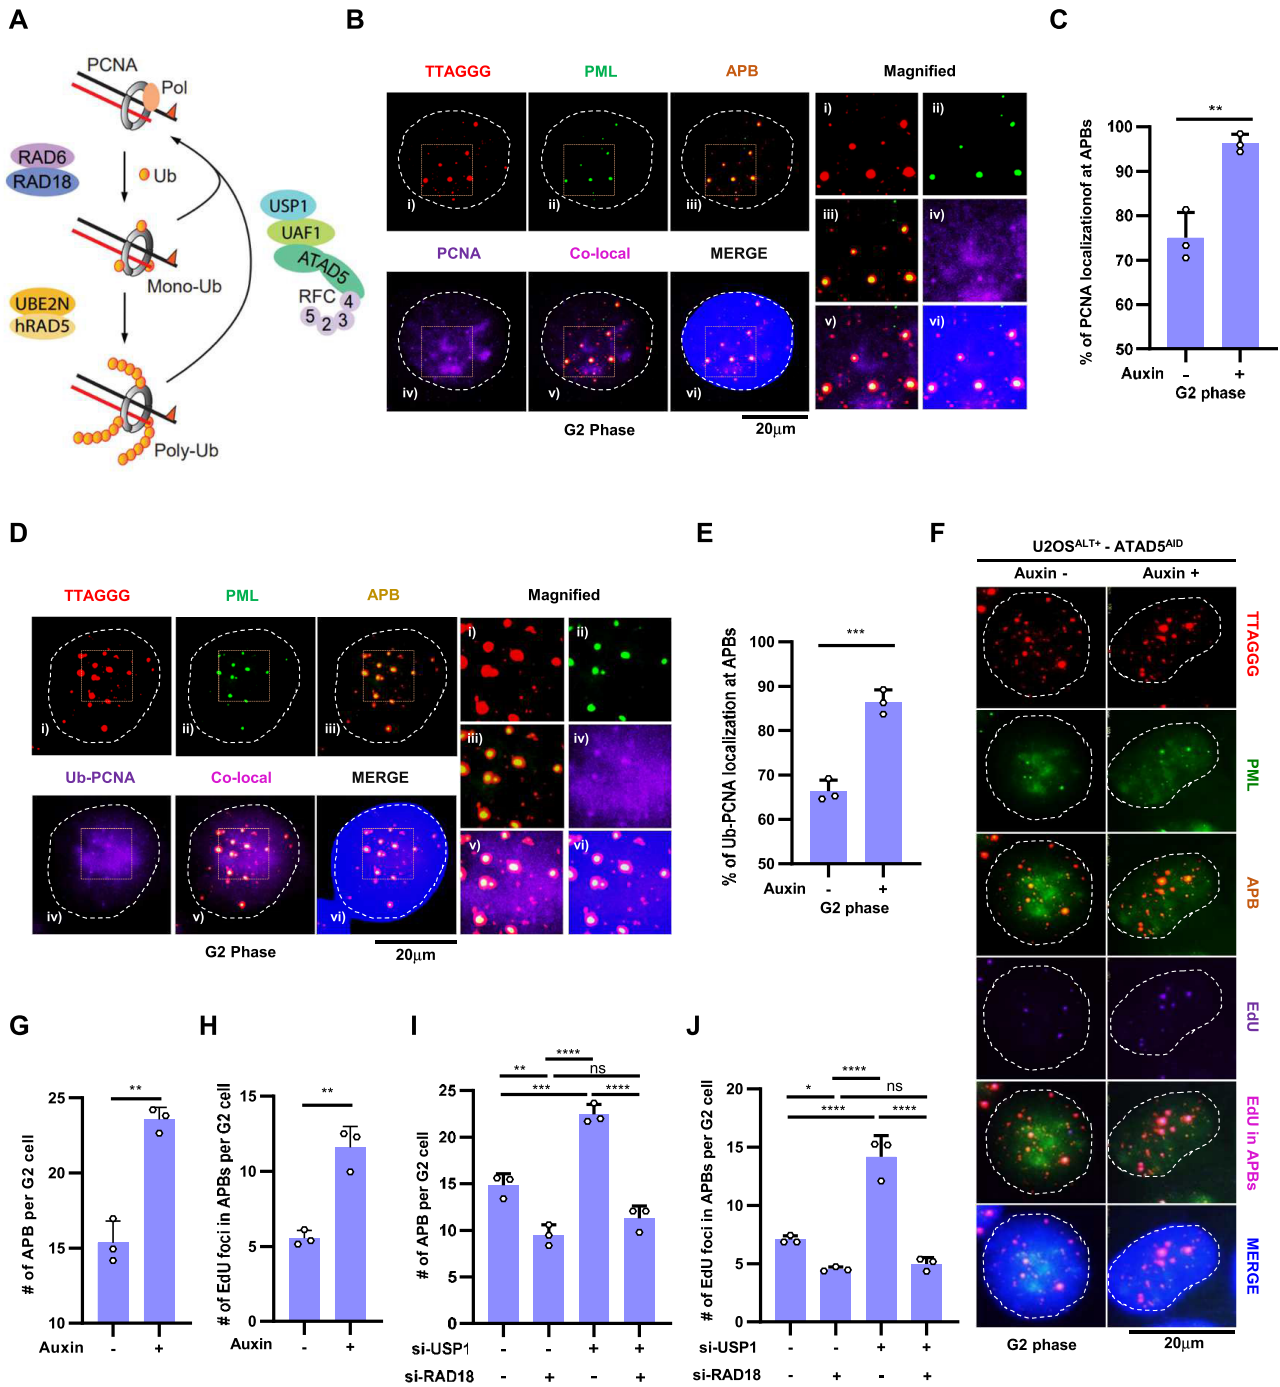 A
PCNA
Pol
RAD6
RAD18
Ub
Mono-Ub
UBE2N
hRAD5
Poly-Ub
USP1
UAF1
ATAD5
RFC 4
5 2 3
B
TTAGGG PML APB Magnified
i) ii) iii)
i) ii)
iii) iv)
PCNA Co-local MERGE
iv) v) vi)
v) vi)
G2 Phase 20μm
C
% of PCNA localizationof at APBs
**
100
90
80
70
60
50
Auxin - +
G2 phase
D
TTAGGG PML APB Magnified
i) ii) iii)
i) ii)
iii) iv)
Ub-PCNA Co-local MERGE
iv) v) vi)
v) vi)
G2 Phase 20μm
E
% of Ub-PCNA localization at APBs
***
100
90
80
70
60
50
Auxin - +
G2 phase
F
U2OSALT+ - ATAD5AID
Auxin - Auxin +
TTAGGG
PML
APB
EdU
EdU in APBs
MERGE
G2 phase 20μm
G
# of APB per G2 cell
**
25
20
15
10
Auxin - +
H
# of EdU foci in APBs per G2 cell
**
15
10
5
0
Auxin - +
I
# of APB per G2 cell
****
** ns
*** ****
25
20
15
10
5
0
si-USP1 - - + +
si-RAD18 - + - +
J
# of EdU foci in APBs per G2 cell
****
* ns
**** ****
20
15
10
5
0
si-USP1 - - + +
si-RAD18 - + - +